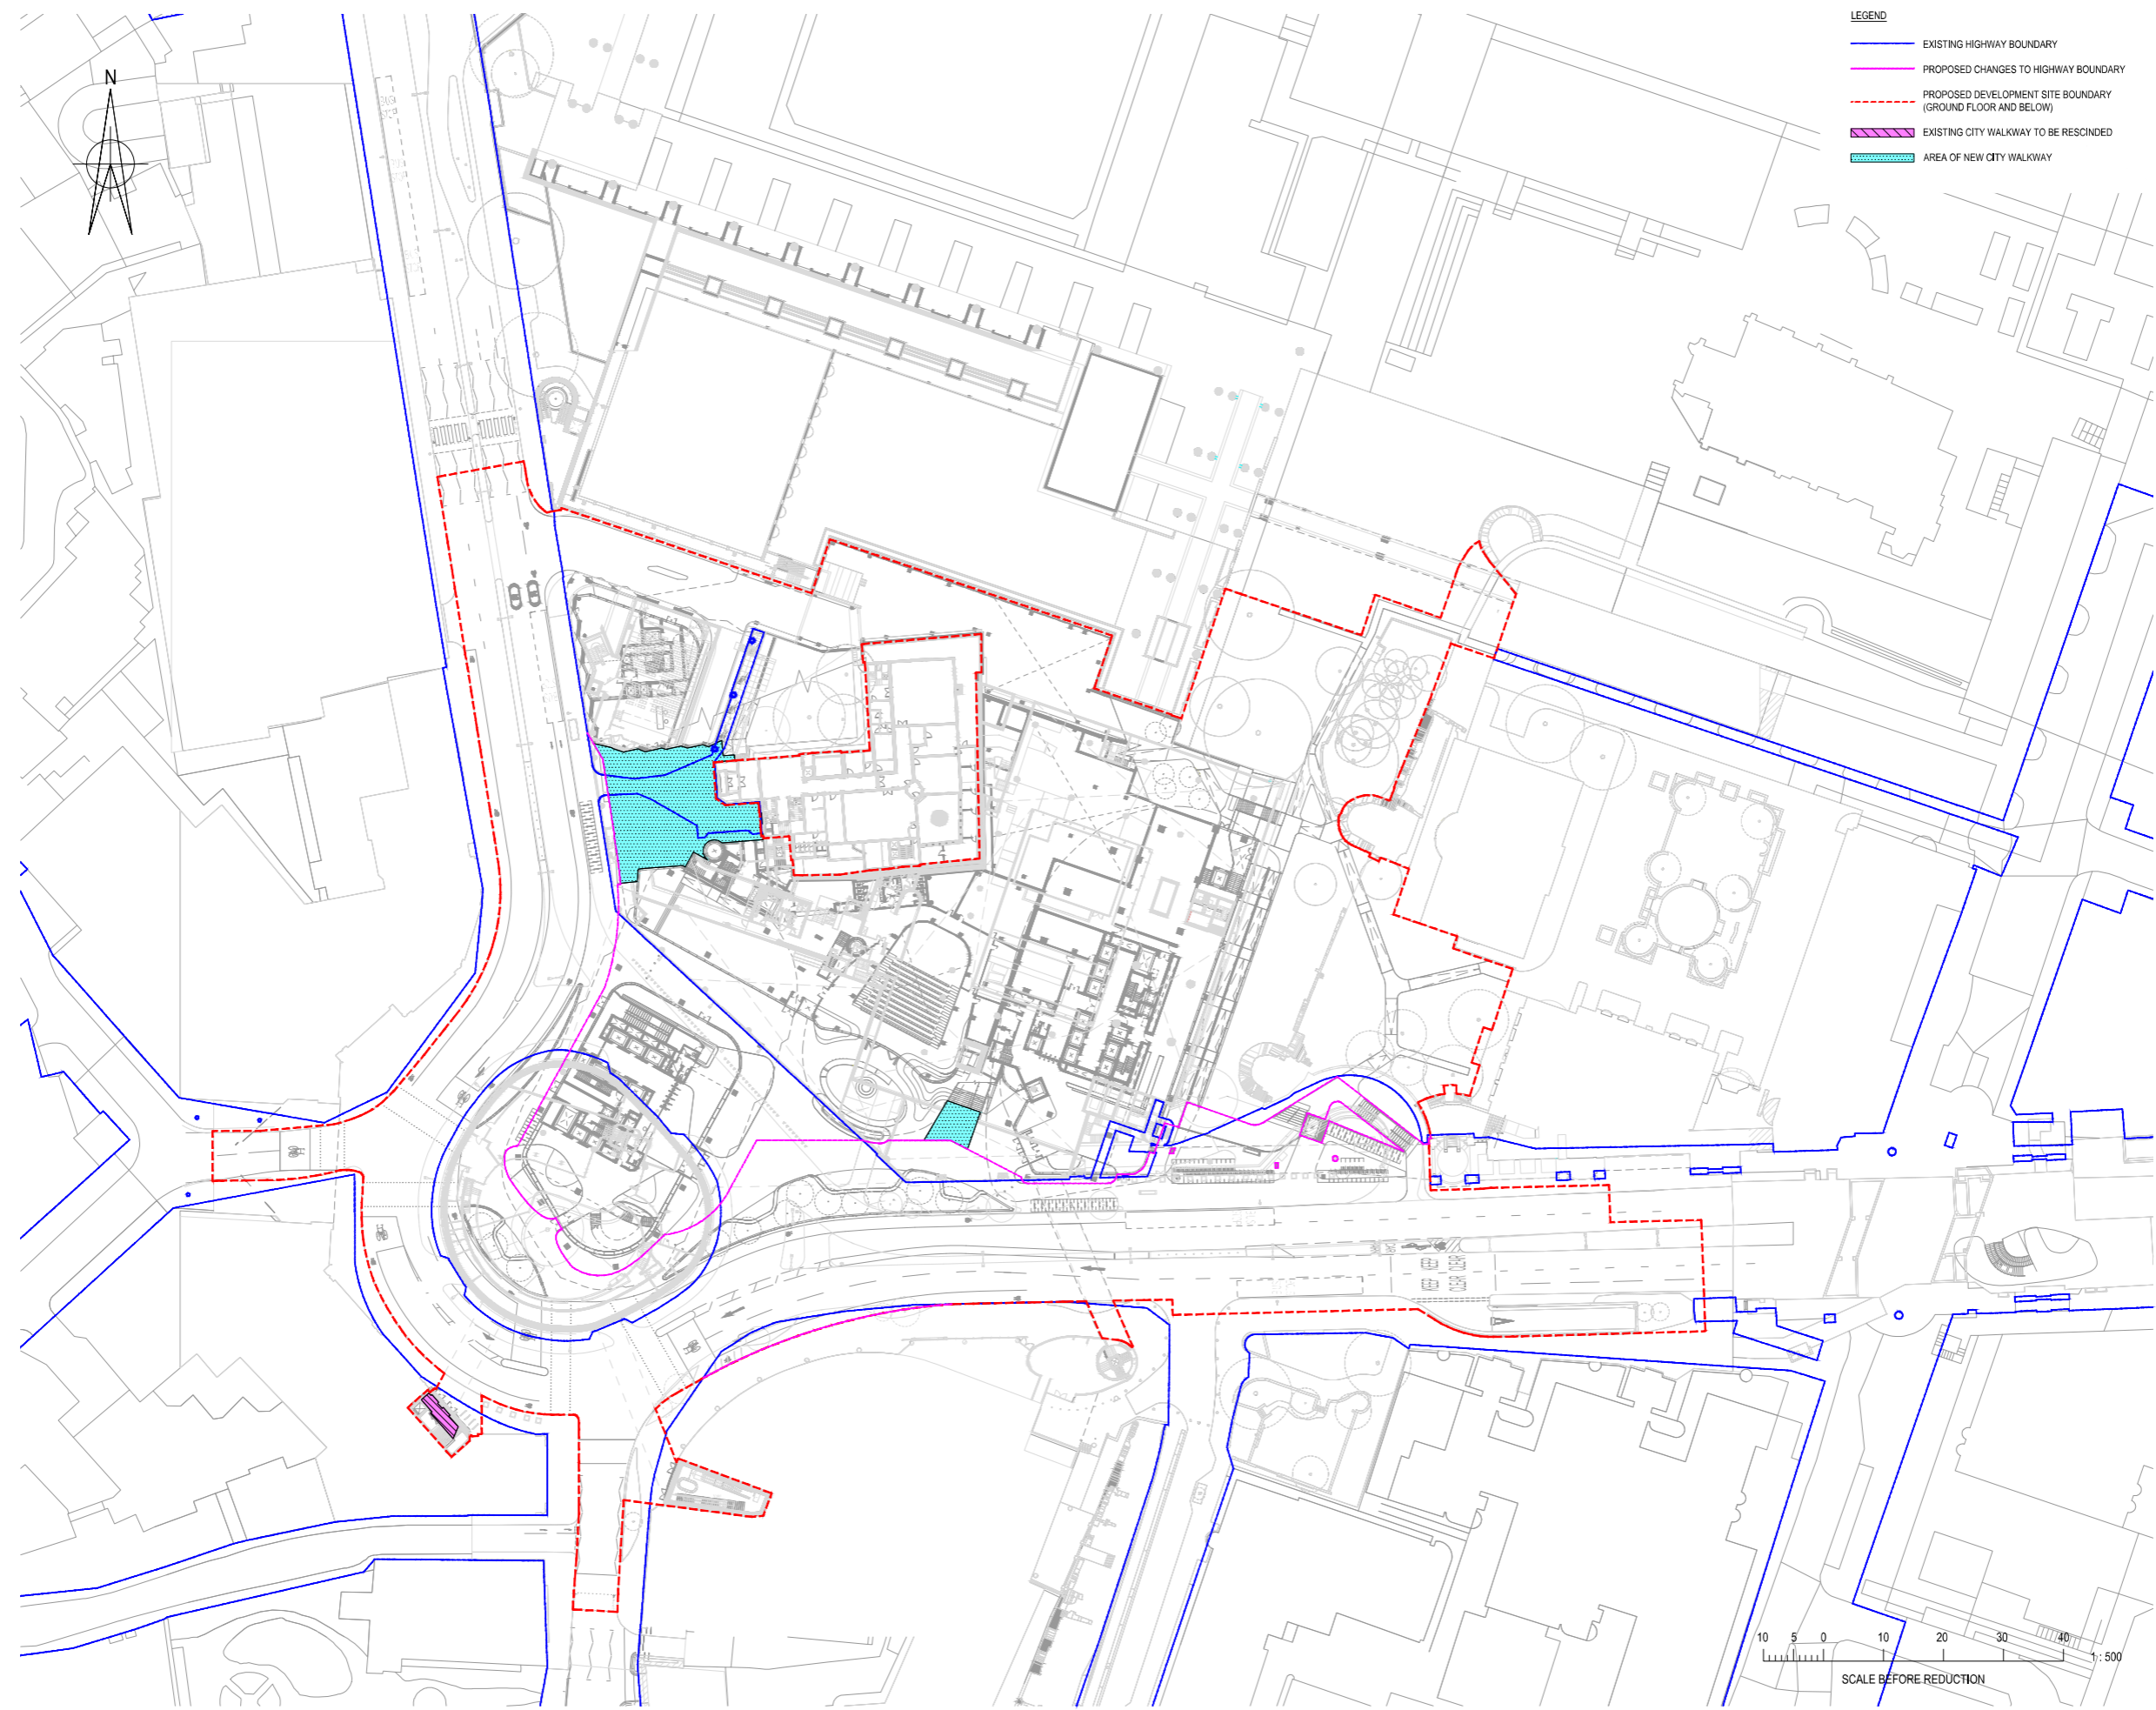 LEGEND
EXISTING HIGHWAY BOUNDARY
PROPOSED CHANGES TO HIGHWAY BOUNDARY
PROPOSED DEVELOPMENT SITE BOUNDARY
(GROUND FLOOR AND BELOW)
EXISTING CITY WALKWAY TO BE RESCINDED
AREA OF NEW CITY WALKWAY
N
10 5 0 10 20 30 40
1 : 500
SCALE BEFORE REDUCTION